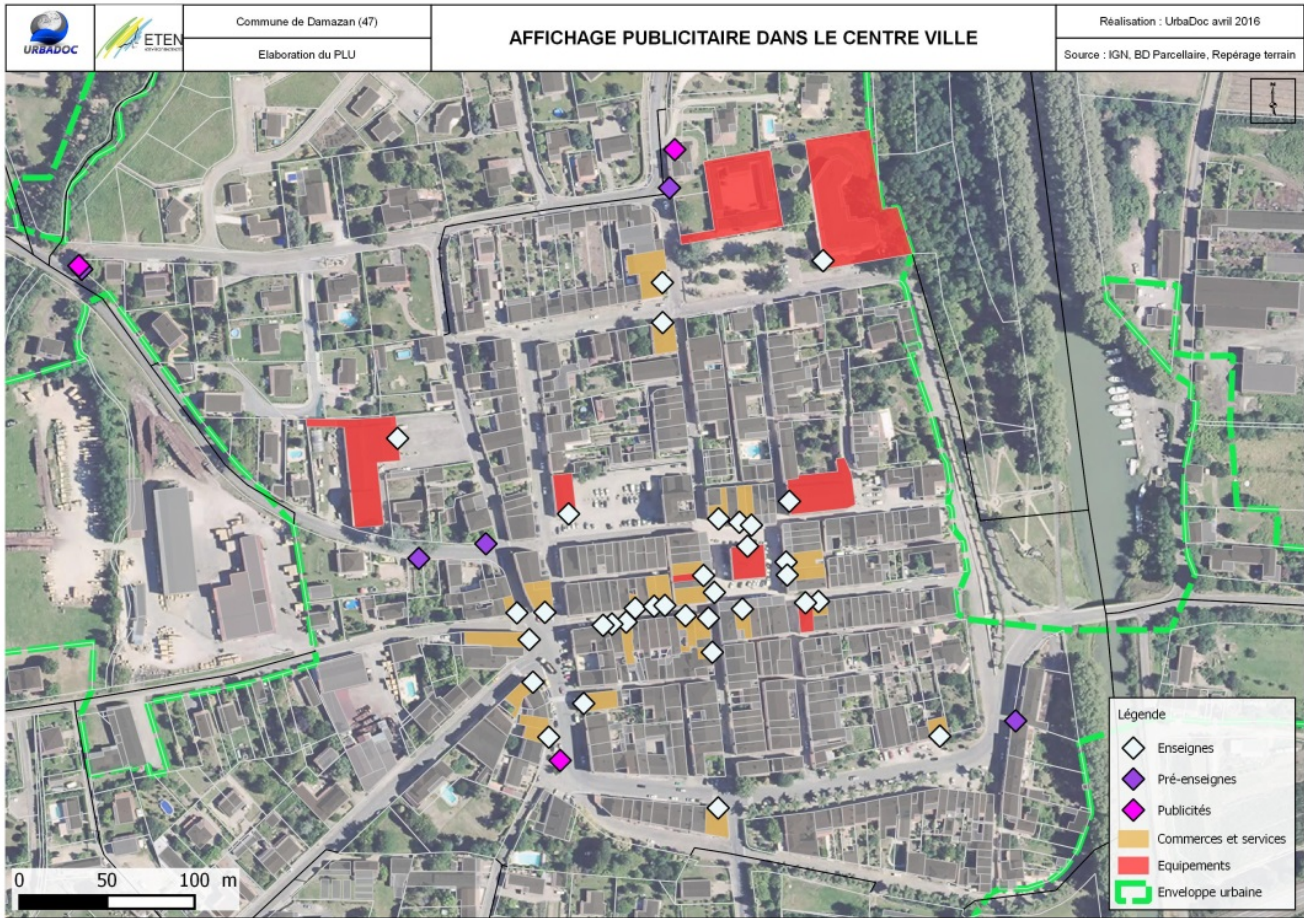 URBADOC
ETEN
Commune de Damazan (47)
Elaboration du PLU
AFFICHAGE PUBLICITAIRE DANS LE CENTRE VILLE
Réalisation : UrbaDoc avril 2016
Source : IGN, BD Parcellaire, Repérage terrain
Légende
Enseignes
Pré-enseignes
Publicités
Commerces et services
Equipements
Enveloppe urbaine
0 50 100 m